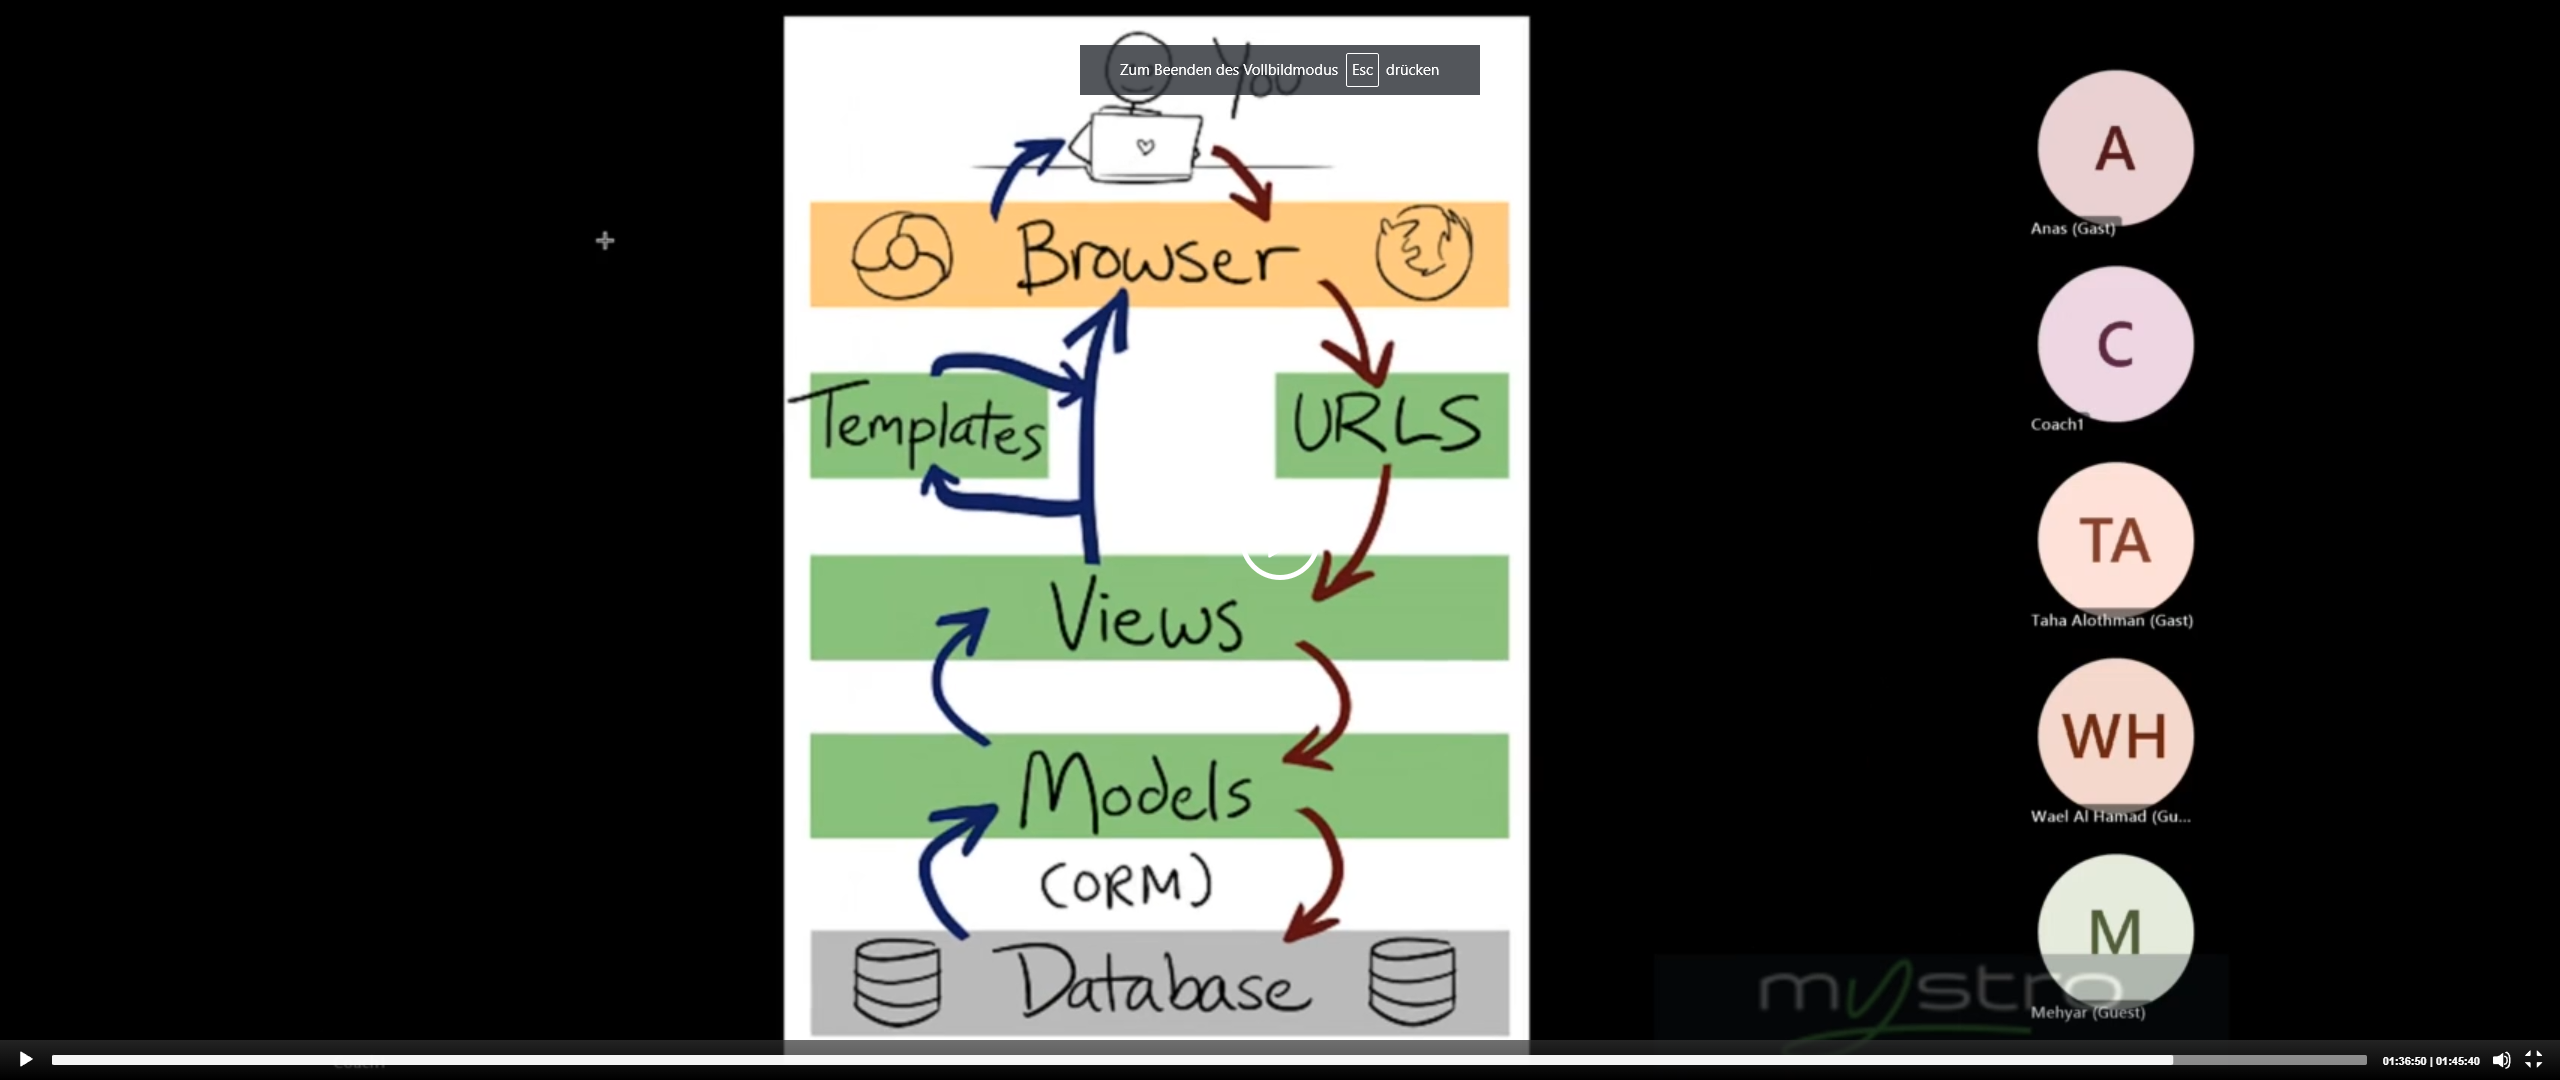 You
Zum Beenden des Vollbildmodus Esc drücken
Browser
Templates
URLS
Views
Models
(ORM)
Database
A
Anas (Gast)
C
Coach1
TA
Taha Alothman (Gast)
WH
Wael Al Hamad (Gu...
M
Mehyar (Guest)
mystro
Coach1
01:36:50 | 01:45:40